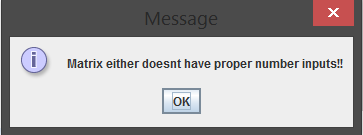 Message
Matrix either doesnt have proper number inputs!!
OK